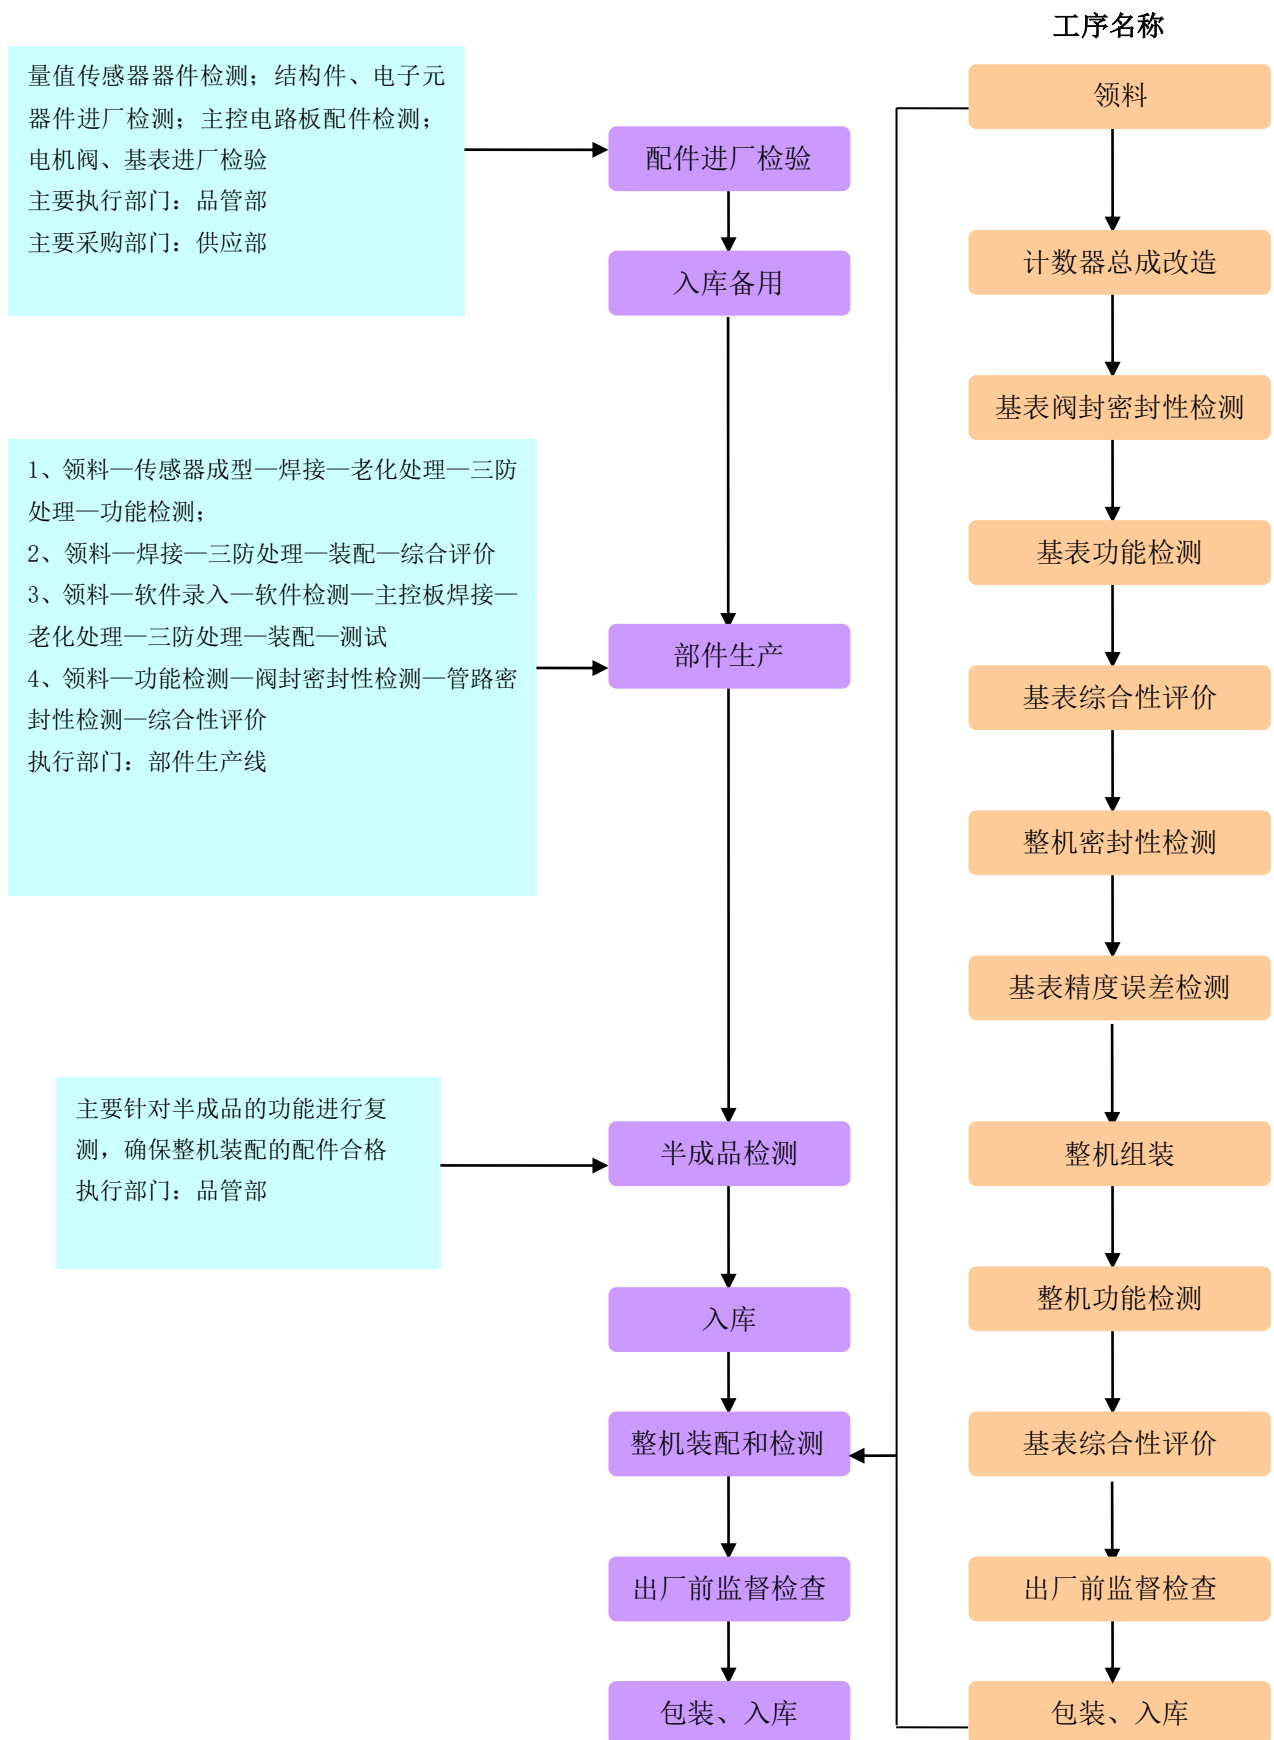 工序名称
量值传感器器件检测；结构件、电子元
器件进厂检测；主控电路板配件检测；
电机阀、基表进厂检验
主要执行部门：品管部
主要采购部门：供应部
配件进厂检验
入库备用
1、领料—传感器成型—焊接—老化处理—三防
处理—功能检测；
2、领料—焊接—三防处理—装配—综合评价
3、领料—软件录入—软件检测—主控板焊接—
老化处理—三防处理—装配—测试
4、领料—功能检测—阀封密封性检测—管路密
封性检测—综合性评价
执行部门：部件生产线
部件生产
主要针对半成品的功能进行复
测，确保整机装配的配件合格
执行部门：品管部
半成品检测
入库
整机装配和检测
出厂前监督检查
包装、入库
领料
计数器总成改造
基表阀封密封性检测
基表功能检测
基表综合性评价
整机密封性检测
基表精度误差检测
整机组装
整机功能检测
基表综合性评价
出厂前监督检查
包装、入库